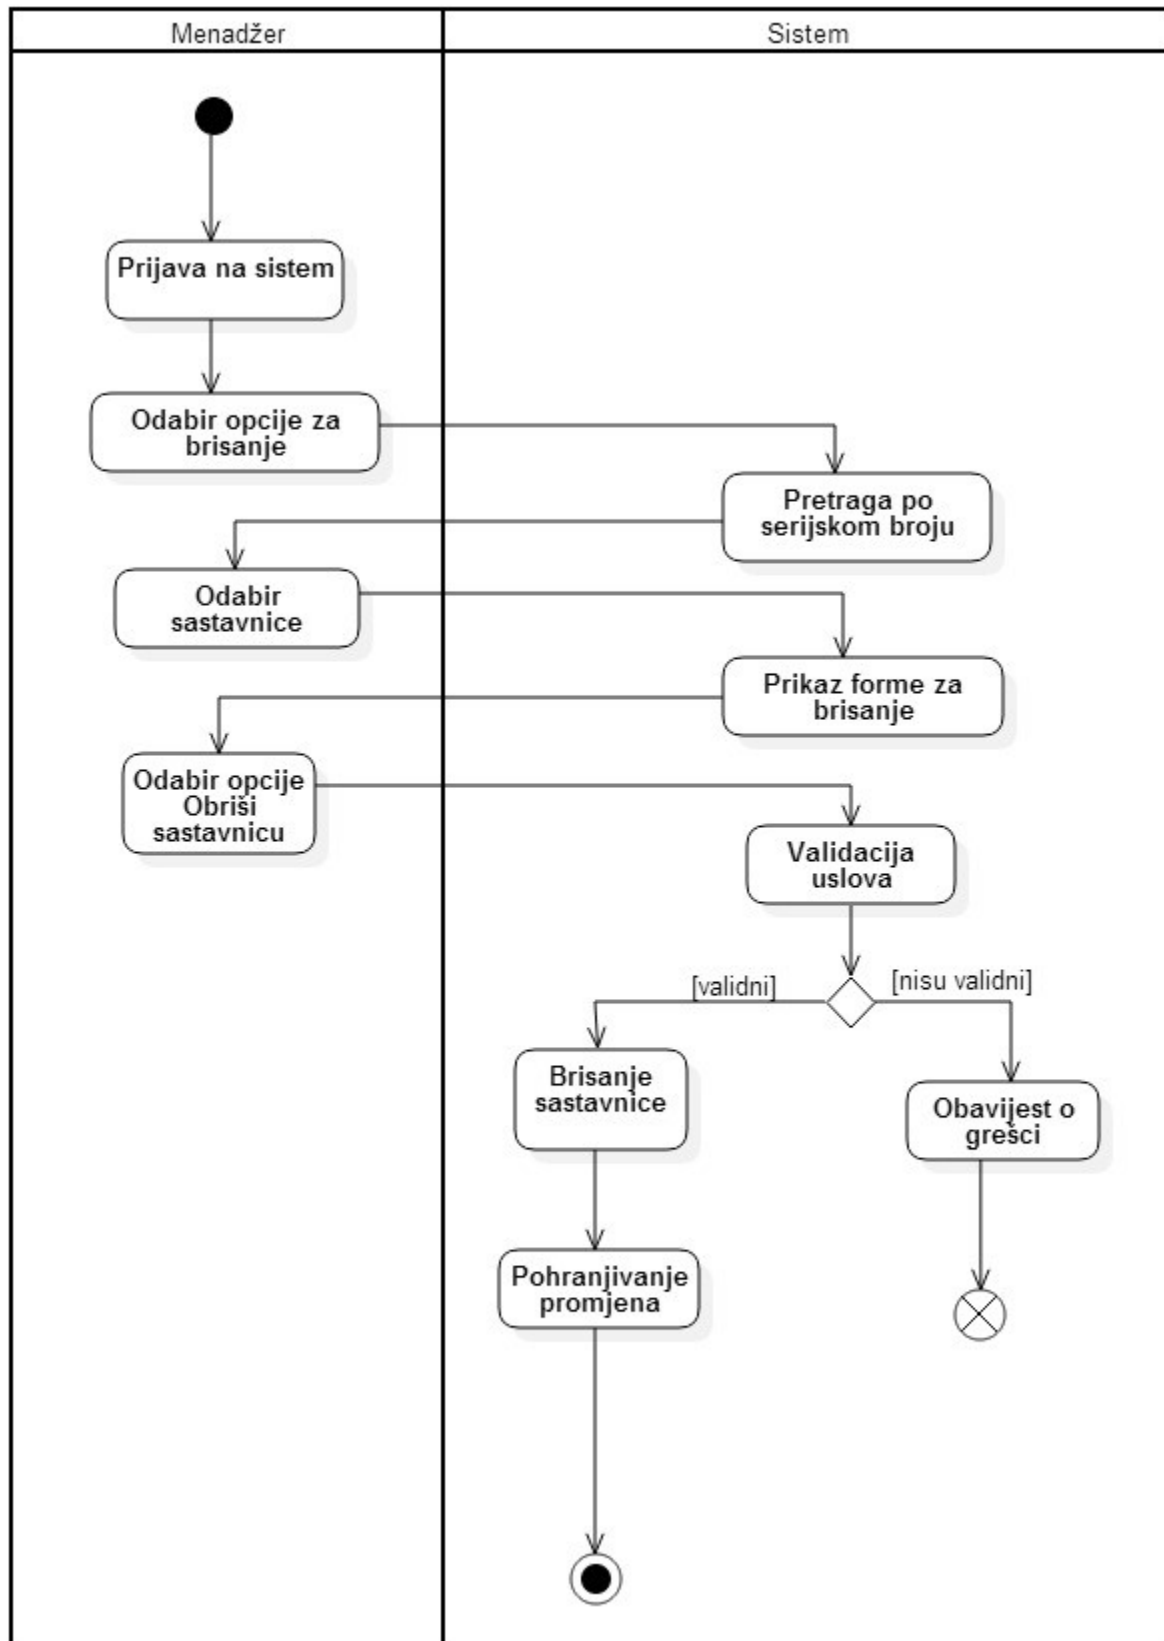 Menadžer
Sistem
Prijava na sistem
Odabir opcije za
brisanje
Pretraga po
serijskom broju
Odabir
sastavnice
Prikaz forme za
brisanje
Odabir opcije
Obriši
sastavnicu
Validacija
uslova
[validni]
[nisu validni]
Brisanje
sastavnice
Obavijest o
grešci
Pohranjivanje
promjena